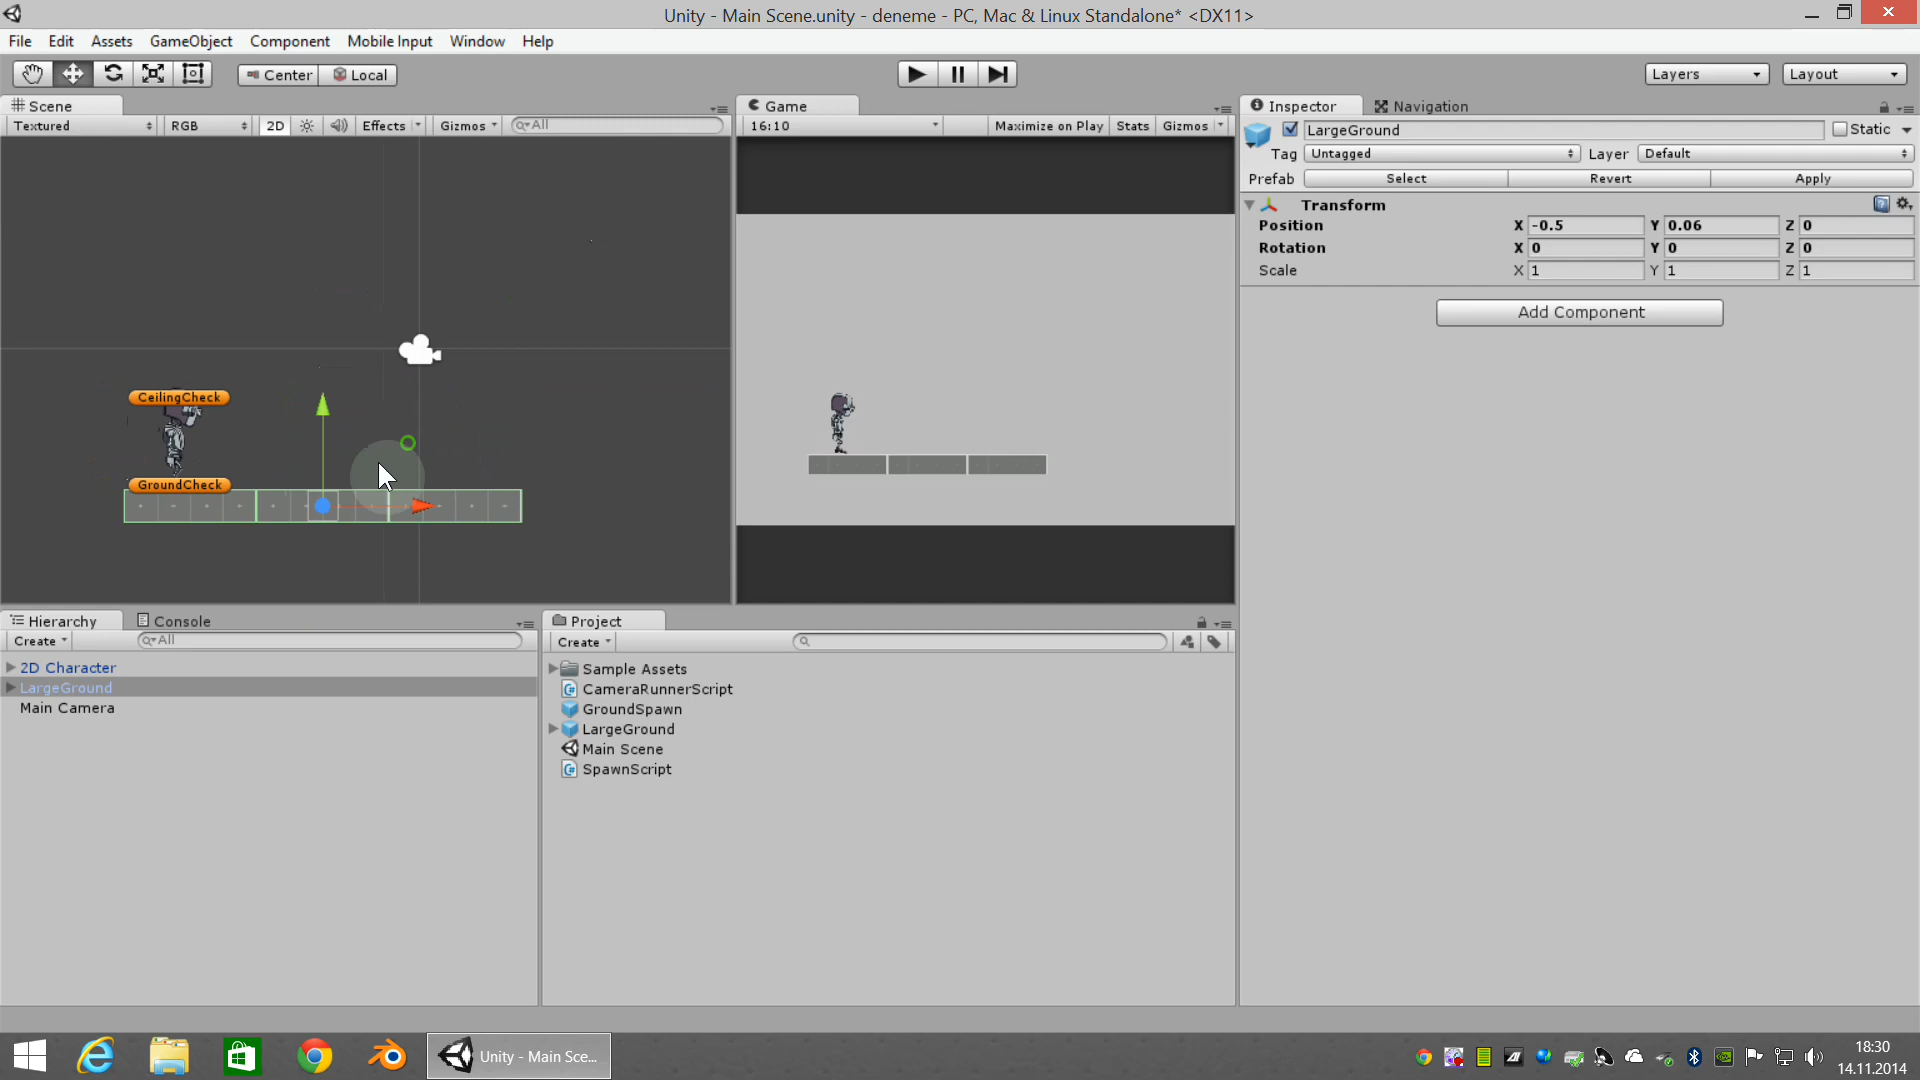 Unity - Main Scene.unity - deneme - PC, Mac & Linux Standalone* <DX11>
File Edit Assets GameObject Component Mobile Input Window Help
Center Local
Layers Layout
Scene
Game
Inspector Navigation
Textured RGB 2D Effects Gizmos All
16:10 Maximize on Play Stats Gizmos
LargeGround Static
Tag Untagged Layer Default
Prefab Select Revert Apply
Transform
Position X -0.5 Y 0.06 Z 0
Rotation X 0 Y 0 Z 0
Scale X 1 Y 1 Z 1
Add Component
CeilingCheck
GroundCheck
Hierarchy Console
Create All
2D Character
LargeGround
Main Camera
Project
Create
Sample Assets
CameraRunnerScript
GroundSpawn
LargeGround
Main Scene
SpawnScript
Unity - Main Sce...
18:30
14.11.2014